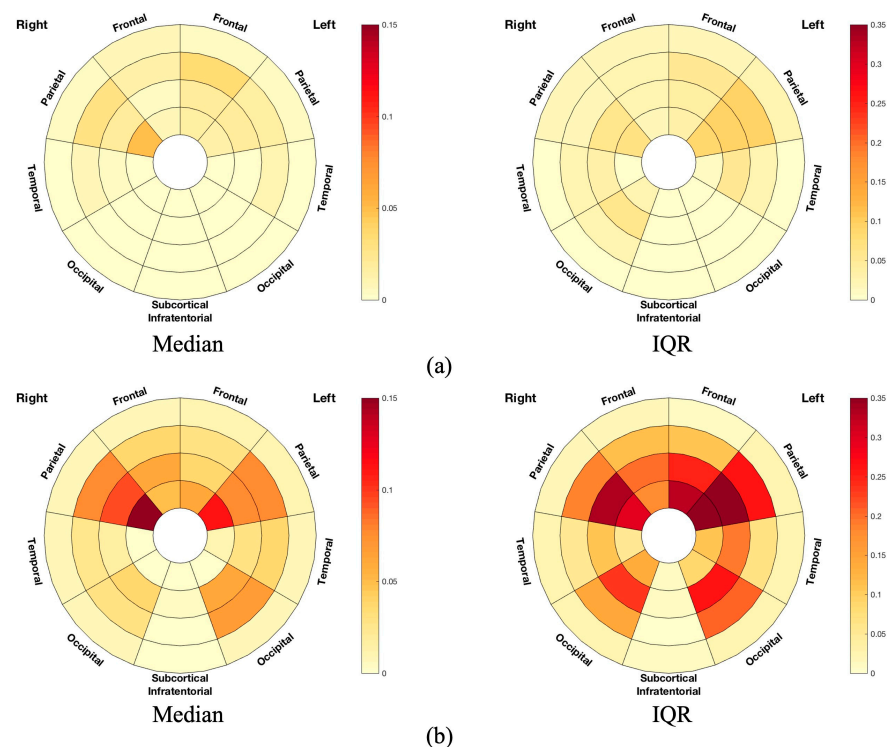 Right Frontal Frontal Left
Parietal Parietal
Temporal Temporal
Occipital Occipital
Subcortical
Infratentorial
0.15
0.1
0.05
0
Median
Right Frontal Frontal Left
Parietal Parietal
Temporal Temporal
Occipital Occipital
Subcortical
Infratentorial
0.35
0.3
0.25
0.2
0.15
0.1
0.05
0
IQR
(a)
Right Frontal Frontal Left
Parietal Parietal
Temporal Temporal
Occipital Occipital
Subcortical
Infratentorial
0.15
0.1
0.05
0
Median
Right Frontal Frontal Left
Parietal Parietal
Temporal Temporal
Occipital Occipital
Subcortical
Infratentorial
0.35
0.3
0.25
0.2
0.15
0.1
0.05
0
IQR
(b)